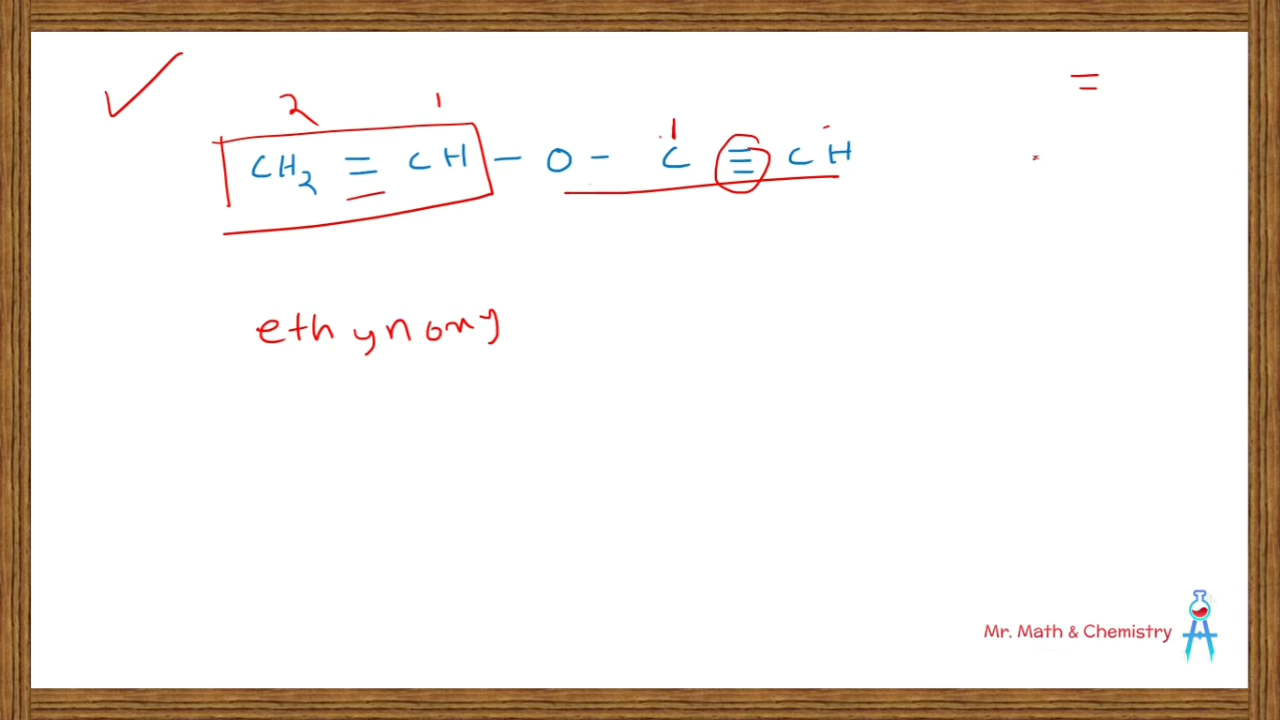 2 1 1
CH₂ = CH - O - C ≡ CH
ethynoxy
Mr. Math & Chemistry